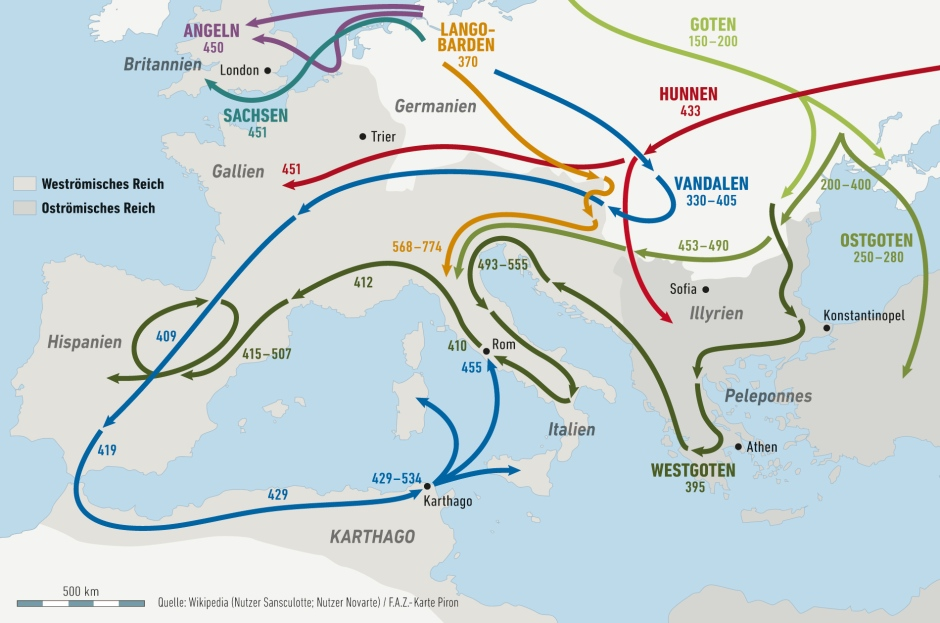 ANGELN
450
LANGO-
BARDEN
370
GOTEN
150–200
Britannien
London
HUNNEN
433
SACHSEN
451
Germanien
Trier
Gallien
451
Weströmisches Reich
Oströmisches Reich
VANDALEN
330–405
200–400
OSTGOTEN
250–280
568–774
453–490
493–555
412
Sofia
Illyrien
Konstantinopel
Hispanien
409
415–507
410
Rom
455
Peleponnes
Italien
Athen
419
WESTGOTEN
395
429–534
429
Karthago
KARTHAGO
500 km
Quelle: Wikipedia (Nutzer Sansculotte; Nutzer Novarte) / F.A.Z.-Karte Piron